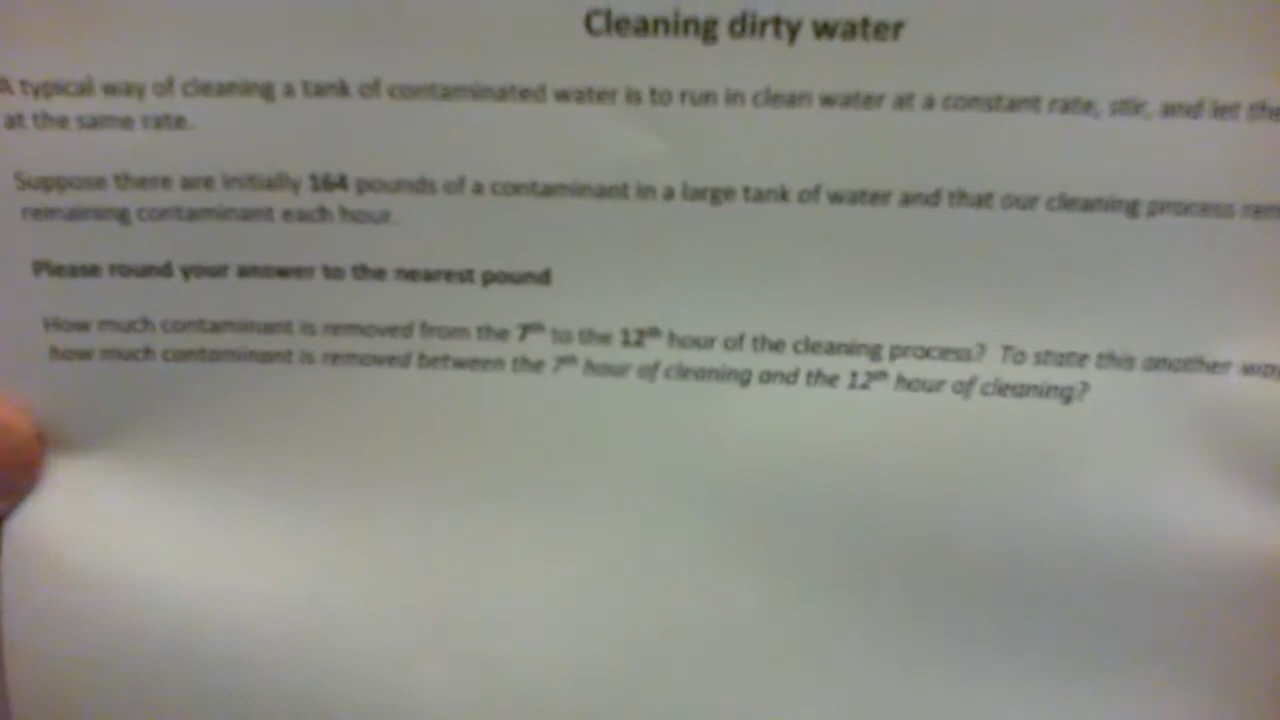 Cleaning dirty water
A typical way of cleaning a tank of contaminated water is to run in clean water at a constant rate, stir, and let the
at the same rate.
Suppose there are initially 164 pounds of a contaminant in a large tank of water and that our cleaning process
remaining contaminant each hour.
Please round your answer to the nearest pound
How much contaminant is removed from the 7th to the 12th hour of the cleaning process? To state this another way,
how much contaminant is removed between the 7th hour of cleaning and the 12th hour of cleaning?